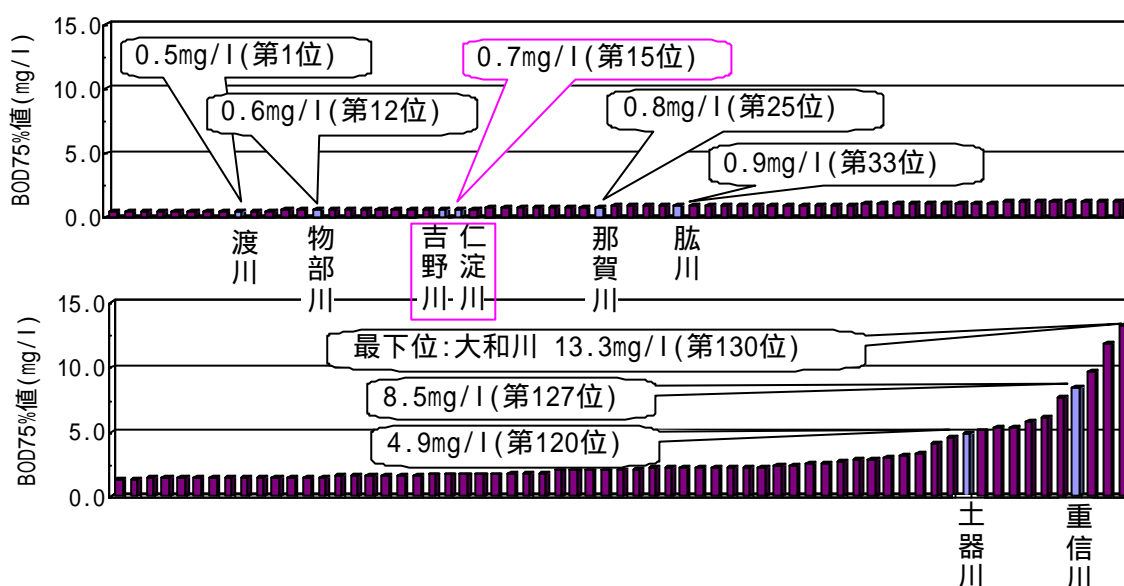 BOD75%値(mg/l)
15.0
10.0
5.0
0.0
0.5mg/l(第1位)
0.7mg/l(第15位)
0.6mg/l(第12位)
0.8mg/l(第25位)
0.9mg/l(第33位)
渡川
物部川
吉野川
仁淀川
那賀川
肱川
BOD75%値(mg/l)
15.0
10.0
5.0
0.0
最下位:大和川 13.3mg/l(第130位)
8.5mg/l(第127位)
4.9mg/l(第120位)
土器川
重信川